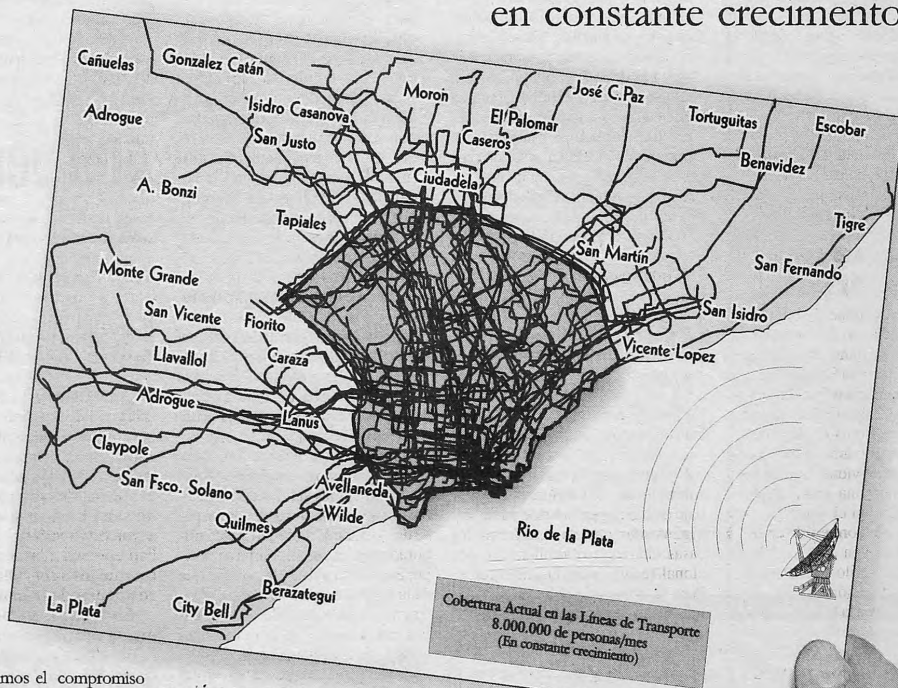 en constante crecimento
Cañuelas
Gonzalez Catán
Moron
José C. Paz
Tortuguitas
Escobar
Adrogue
Isidro Casanova
El Palomar
Caseros
San Justo
Benavidez
A. Bonzi
Ciudadela
Tapiales
Tigre
San Martín
San Fernando
Monte Grande
San Vicente
Fiorito
San Isidro
Llavallol
Caraza
Vicente Lopez
Adrogue
Lanus
Claypole
San Fsco. Solano
Avellaneda
Wilde
Quilmes
Rio de la Plata
Berazategui
La Plata
City Bell
Cobertura Actual en las Líneas de Transporte
8.000.000 de personas/mes
(En constante crecimiento)
mos el compromiso